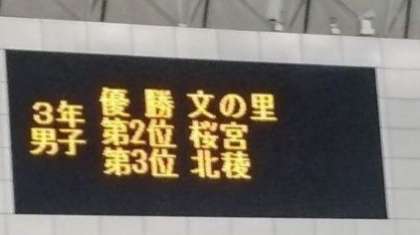 3年
男子
優勝 文の里
第2位 桜宮
第3位 北稜